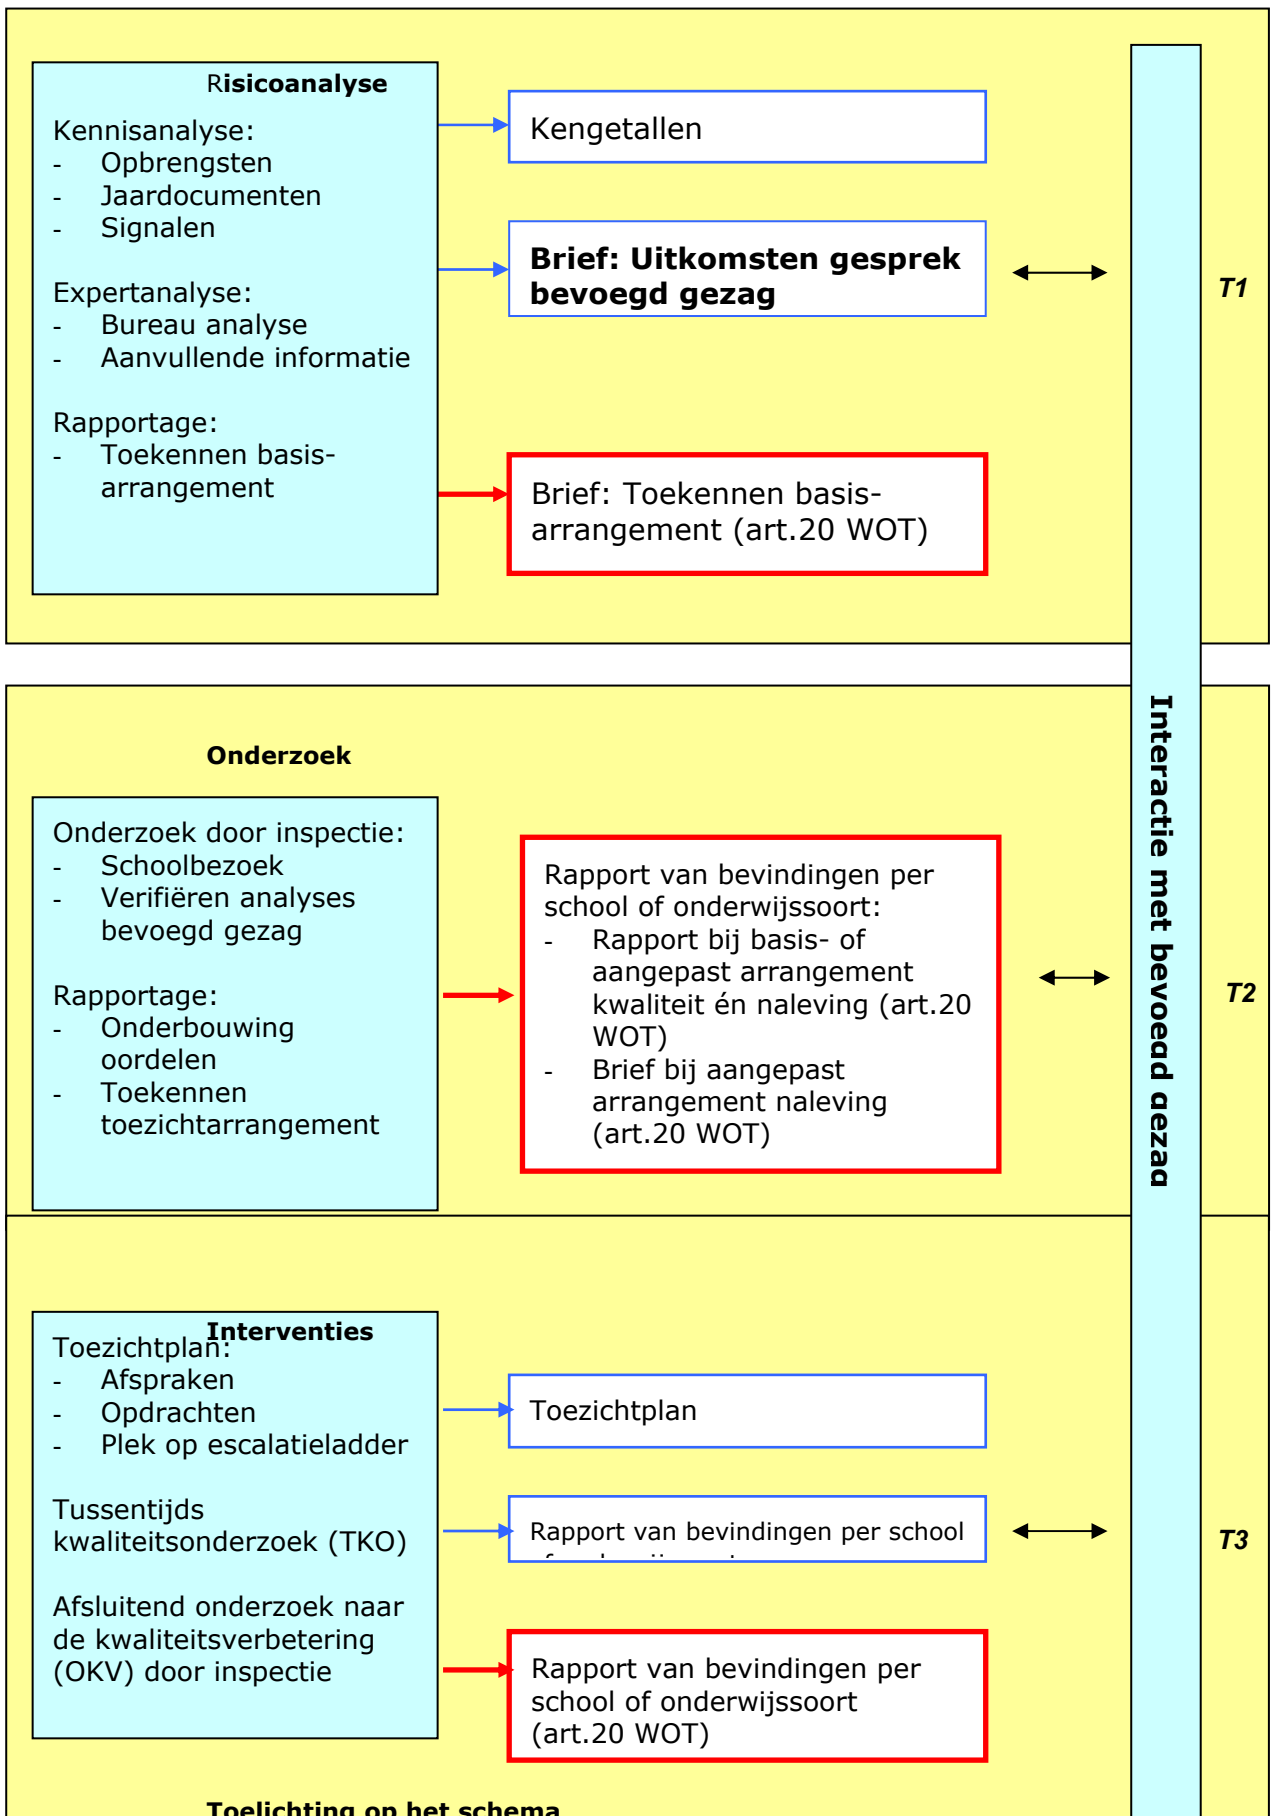 Risicoanalyse
Kennisanalyse:
- Opbrengsten
- Jaardocumenten
- Signalen
Expertanalyse:
- Bureau analyse
- Aanvullende informatie
Rapportage:
- Toekennen basis-
arrangement
Kengetallen
Brief: Uitkomsten gesprek
bevoegd gezag
Brief: Toekennen basis-
arrangement (art.20 WOT)
T1
Interactie met bevoegd gezag
Onderzoek
Onderzoek door inspectie:
- Schoolbezoek
- Verifiëren analyses
bevoegd gezag
Rapportage:
- Onderbouwing
oordelen
- Toekennen
toezichtarrangement
Rapport van bevindingen per
school of onderwijssoort:
- Rapport bij basis- of
aangepast arrangement
kwaliteit én naleving (art.20
WOT)
- Brief bij aangepast
arrangement naleving
(art.20 WOT)
T2
Interventies
Toezichtplan:
- Afspraken
- Opdrachten
- Plek op escalatieladder
Tussentijds
kwaliteitsonderzoek (TKO)
Afsluitend onderzoek naar
de kwaliteitsverbetering
(OKV) door inspectie
Toezichtplan
Rapport van bevindingen per school
Rapport van bevindingen per
school of onderwijssoort
(art.20 WOT)
T3
Toelichting op het schema